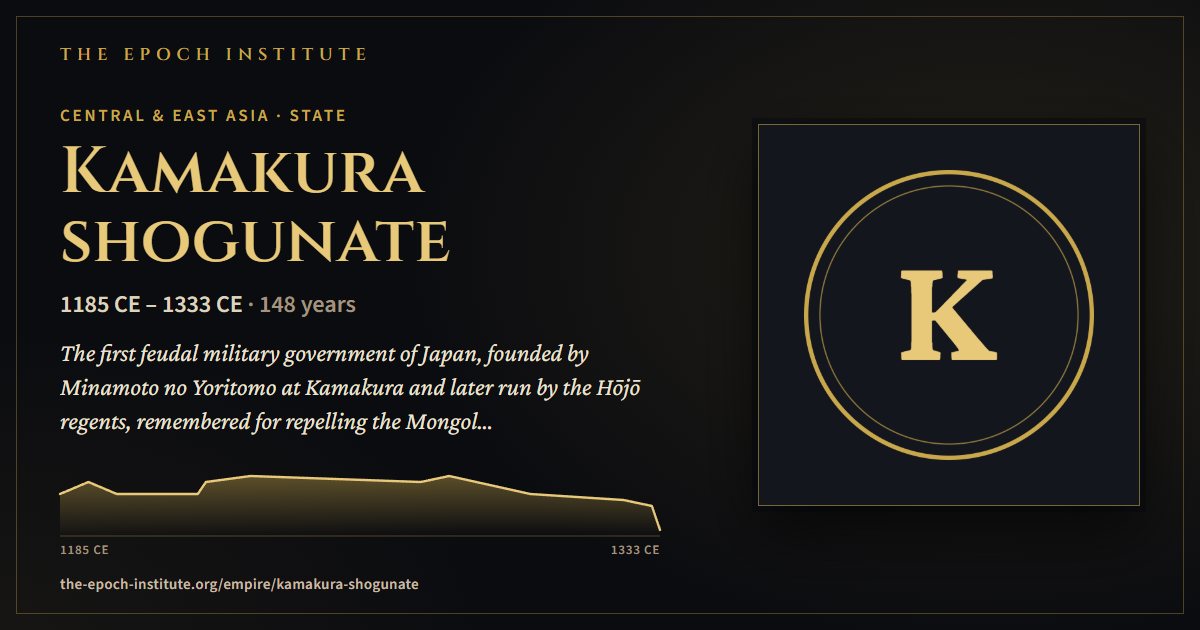 THE EPOCH INSTITUTE
CENTRAL & EAST ASIA · STATE
KAMAKURA
SHOGUNATE
1185 CE – 1333 CE · 148 years
The first feudal military government of Japan, founded by
Minamoto no Yoritomo at Kamakura and later run by the Hōjō
regents, remembered for repelling the Mongol...
K
1185 CE
1333 CE
the-epoch-institute.org/empire/kamakura-shogunate